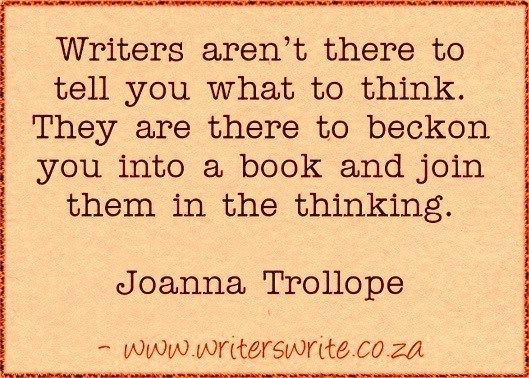 Writers aren't there to
tell you what to think.
They are there to beckon
you into a book and join
them in the thinking.
Joanna Trollope
- www.writerswrite.co.za